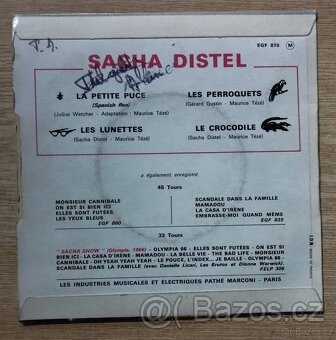 P. A.
EGF 878 M
SACHA DISTEL
LA PETITE PUCE
(Spanish flea)
(Julius Wetcher - Adaptation : Maurice Tézé)
LES PERROQUETS
(Gérard Gustin - Maurice Tézé)
LES LUNETTES
(Sacha Distel - Maurice Tézé)
LE CROCODILE
(Sacha Distel - Maurice Tézé)
a également enregistré
45 Tours
MONSIEUR CANNIBALE
ON EST SI BIEN ICI
ELLES SONT FUTÉES
LES YEUX BLEUS
EGF 860
SCANDALE DANS LA FAMILLE
MAMADOU
LA CASA D'IRÈNE
EMBRASSE-MOI QUAND MÊME
EGF 835
33 Tours
"SACHA SHOW" (Olympia, 1966) - OLYMPIA 66 - ELLES SONT FUTÉES - ON EST SI
BIEN ICI - LA CASA D'IRÈNE - MAMADOU - LA BELLE VIE - THE BAD LIFE - MONSIEUR
CANNIBALE - OH YEAH YEAH YEAH - LE POUCE, L'INDEX... JE BAILLE - OLYMPIA 66 -
SCANDALE DANS LA FAMILLE (avec Danielle Licari, Les Brutos et Dionne Warwick).
FELP 306
LES INDUSTRIES MUSICALES ET ÉLECTRIQUES PATHÉ MARCONI - PARIS
Bazos.cz